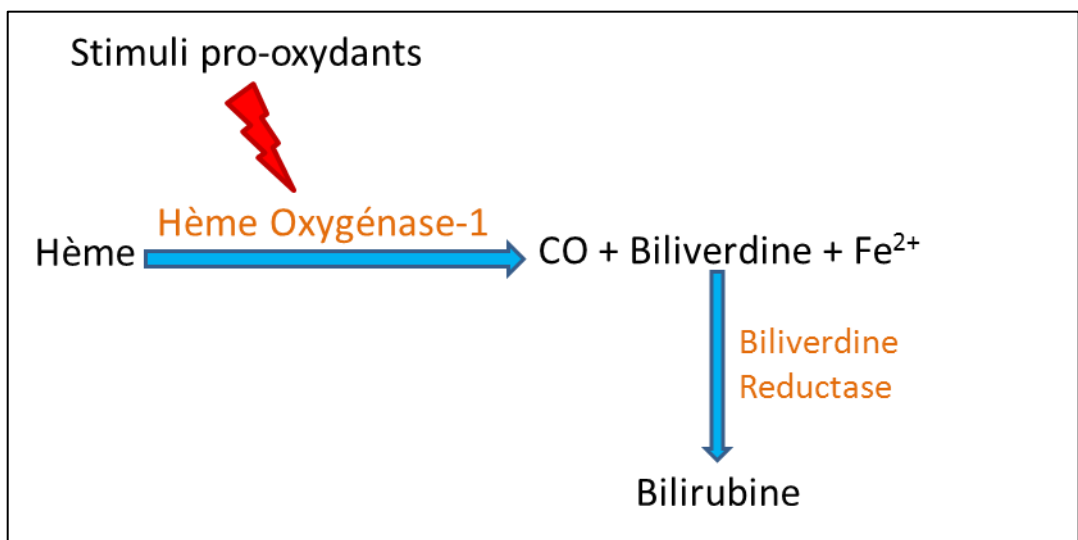 Stimuli pro-oxydants
Hème Oxygénase-1
Hème
CO + Biliverdine + Fe²⁺
Biliverdine
Reductase
Bilirubine